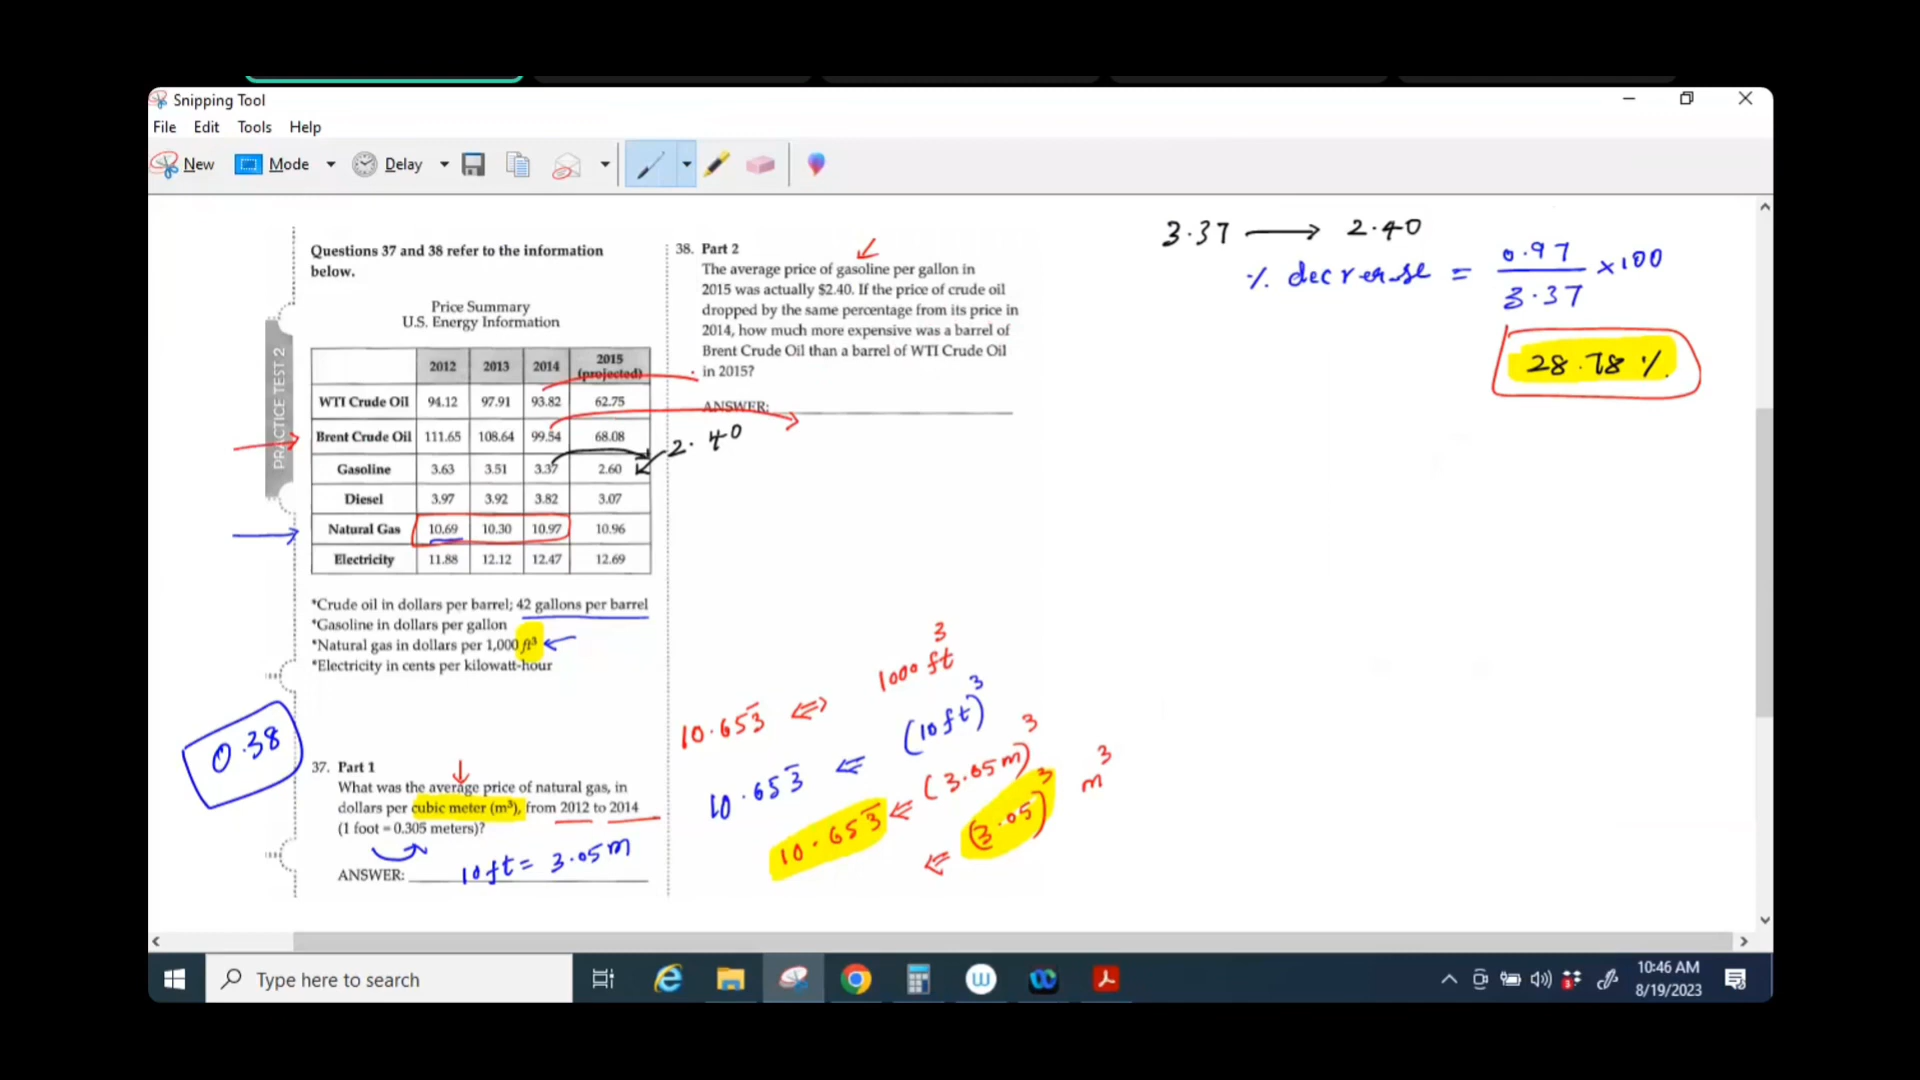 Snipping Tool
File Edit Tools Help
New Mode Delay
PRACTICE TEST 2
Questions 37 and 38 refer to the information
below.
Price Summary
U.S. Energy Information
2012 2013 2014 2015 (projected)
WTI Crude Oil 94.12 97.91 93.82 62.75
Brent Crude Oil 111.65 108.64 99.54 68.08
Gasoline 3.63 3.51 3.37 2.60
Diesel 3.97 3.92 3.82 3.07
Natural Gas 10.69 10.30 10.97 10.96
Electricity 11.88 12.12 12.47 12.69
2.40
*Crude oil in dollars per barrel; 42 gallons per barrel
*Gasoline in dollars per gallon
*Natural gas in dollars per 1,000 ft³
*Electricity in cents per kilowatt-hour
0.38
37. Part 1
What was the average price of natural gas, in
dollars per cubic meter (m³), from 2012 to 2014
(1 foot = 0.305 meters)?
ANSWER:
10ft = 3.05m
38. Part 2
The average price of gasoline per gallon in
2015 was actually $2.40. If the price of crude oil
dropped by the same percentage from its price in
2014, how much more expensive was a barrel of
Brent Crude Oil than a barrel of WTI Crude Oil
in 2015?
ANSWER:
10.653̅ ⇔ 1000 ft³
10.653̅ ⇐ (10ft)³
10.653̅ ⇐ (3.05m)³
⇐ (3.05)³ m³
3.37 → 2.40
% decrerse = 0.97/3.37 ×100
28.78 %
Type here to search
10:46 AM
8/19/2023